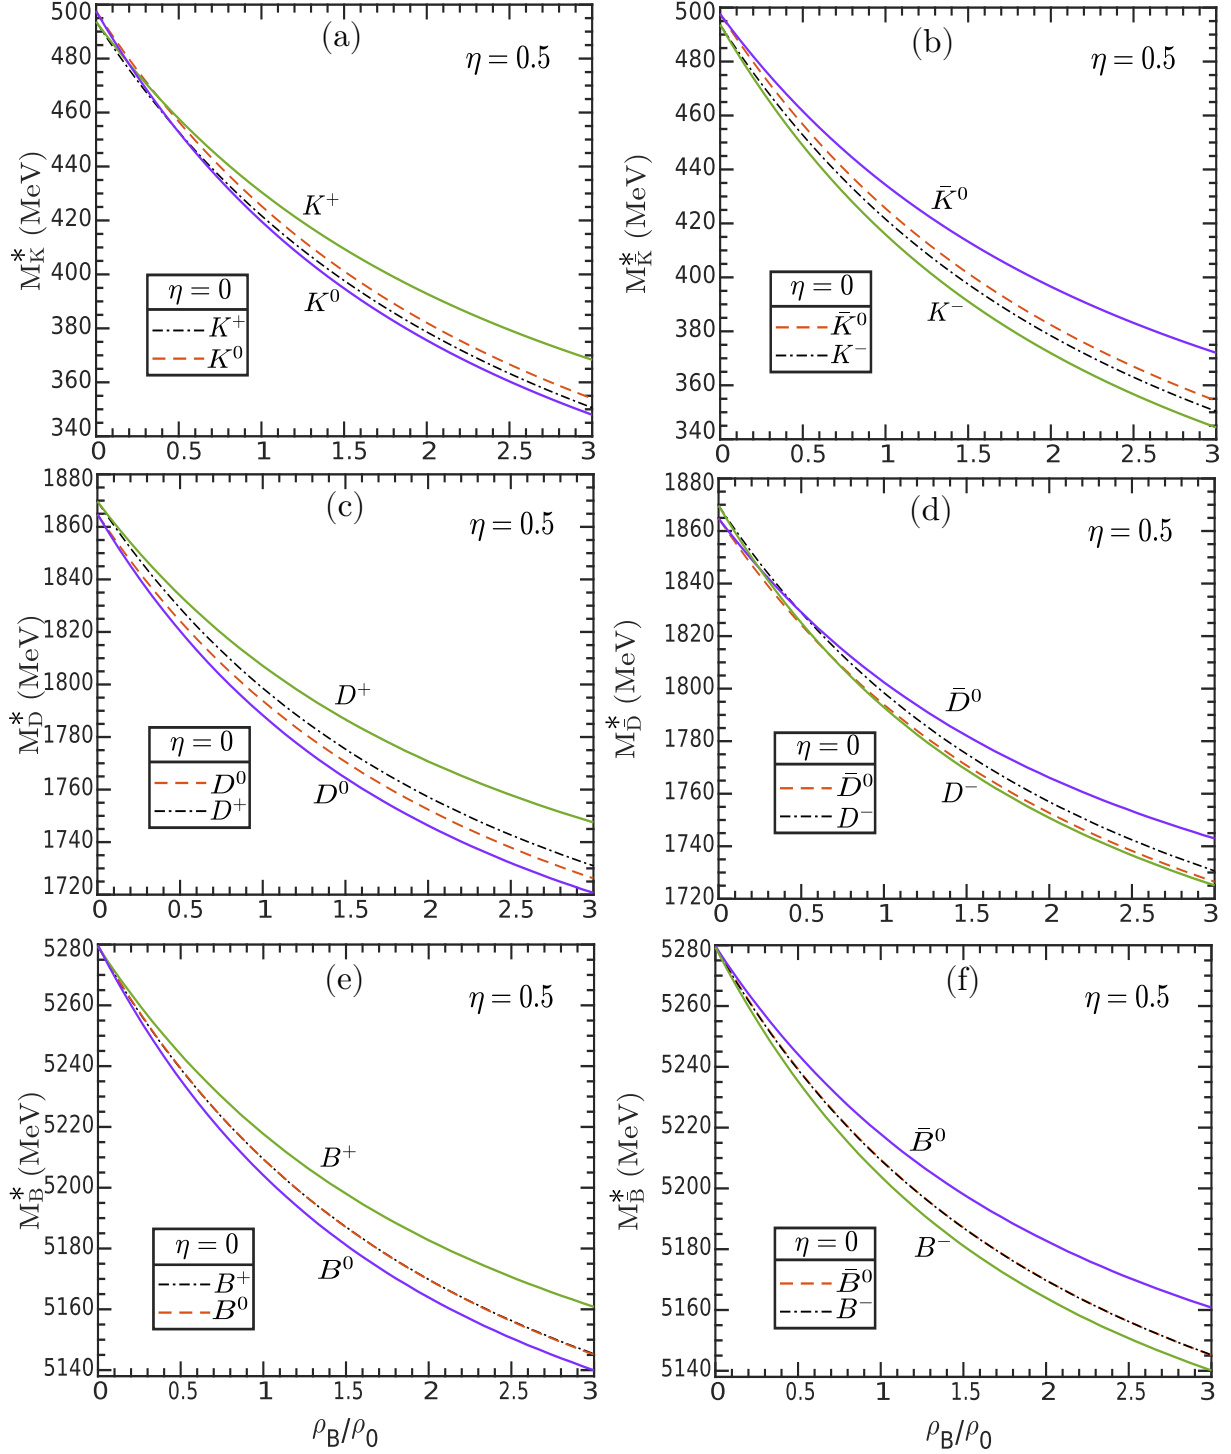 (a)
η = 0.5
500
480
460
440
420
400
380
360
340
M*K (MeV)
K⁺
K⁰
η = 0
K⁺
K⁰
0 0.5 1 1.5 2 2.5 3
(b)
η = 0.5
500
480
460
440
420
400
380
360
340
M*K̄ (MeV)
K̄⁰
K⁻
η = 0
K̄⁰
K⁻
0 0.5 1 1.5 2 2.5 3
(c)
η = 0.5
1880
1860
1840
1820
1800
1780
1760
1740
1720
M*D (MeV)
D⁺
D⁰
η = 0
D⁰
D⁺
0 0.5 1 1.5 2 2.5 3
(d)
η = 0.5
1880
1860
1840
1820
1800
1780
1760
1740
1720
M*D̄ (MeV)
D̄⁰
D⁻
η = 0
D̄⁰
D⁻
0 0.5 1 1.5 2 2.5 3
(e)
η = 0.5
5280
5260
5240
5220
5200
5180
5160
5140
M*B (MeV)
B⁺
B⁰
η = 0
B⁺
B⁰
0 0.5 1 1.5 2 2.5 3
ρB/ρ0
(f)
η = 0.5
5280
5260
5240
5220
5200
5180
5160
5140
M*B̄ (MeV)
B̄⁰
B⁻
η = 0
B̄⁰
B⁻
0 0.5 1 1.5 2 2.5 3
ρB/ρ0